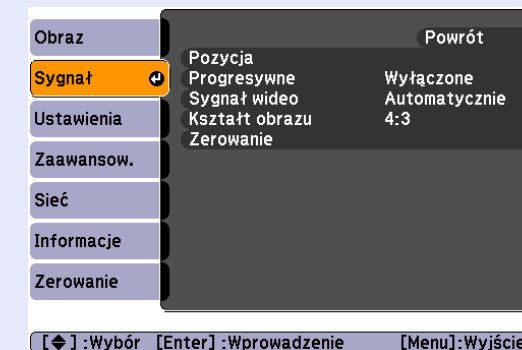 Obraz
Sygnał
Ustawienia
Zaawansow.
Sieć
Informacje
Zerowanie
Powrót
Pozycja
Progresywne Wyłączone
Sygnał wideo Automatycznie
Kształt obrazu 4:3
Zerowanie
[◆] :Wybór [Enter] :Wprowadzenie [Menu]:Wyjście